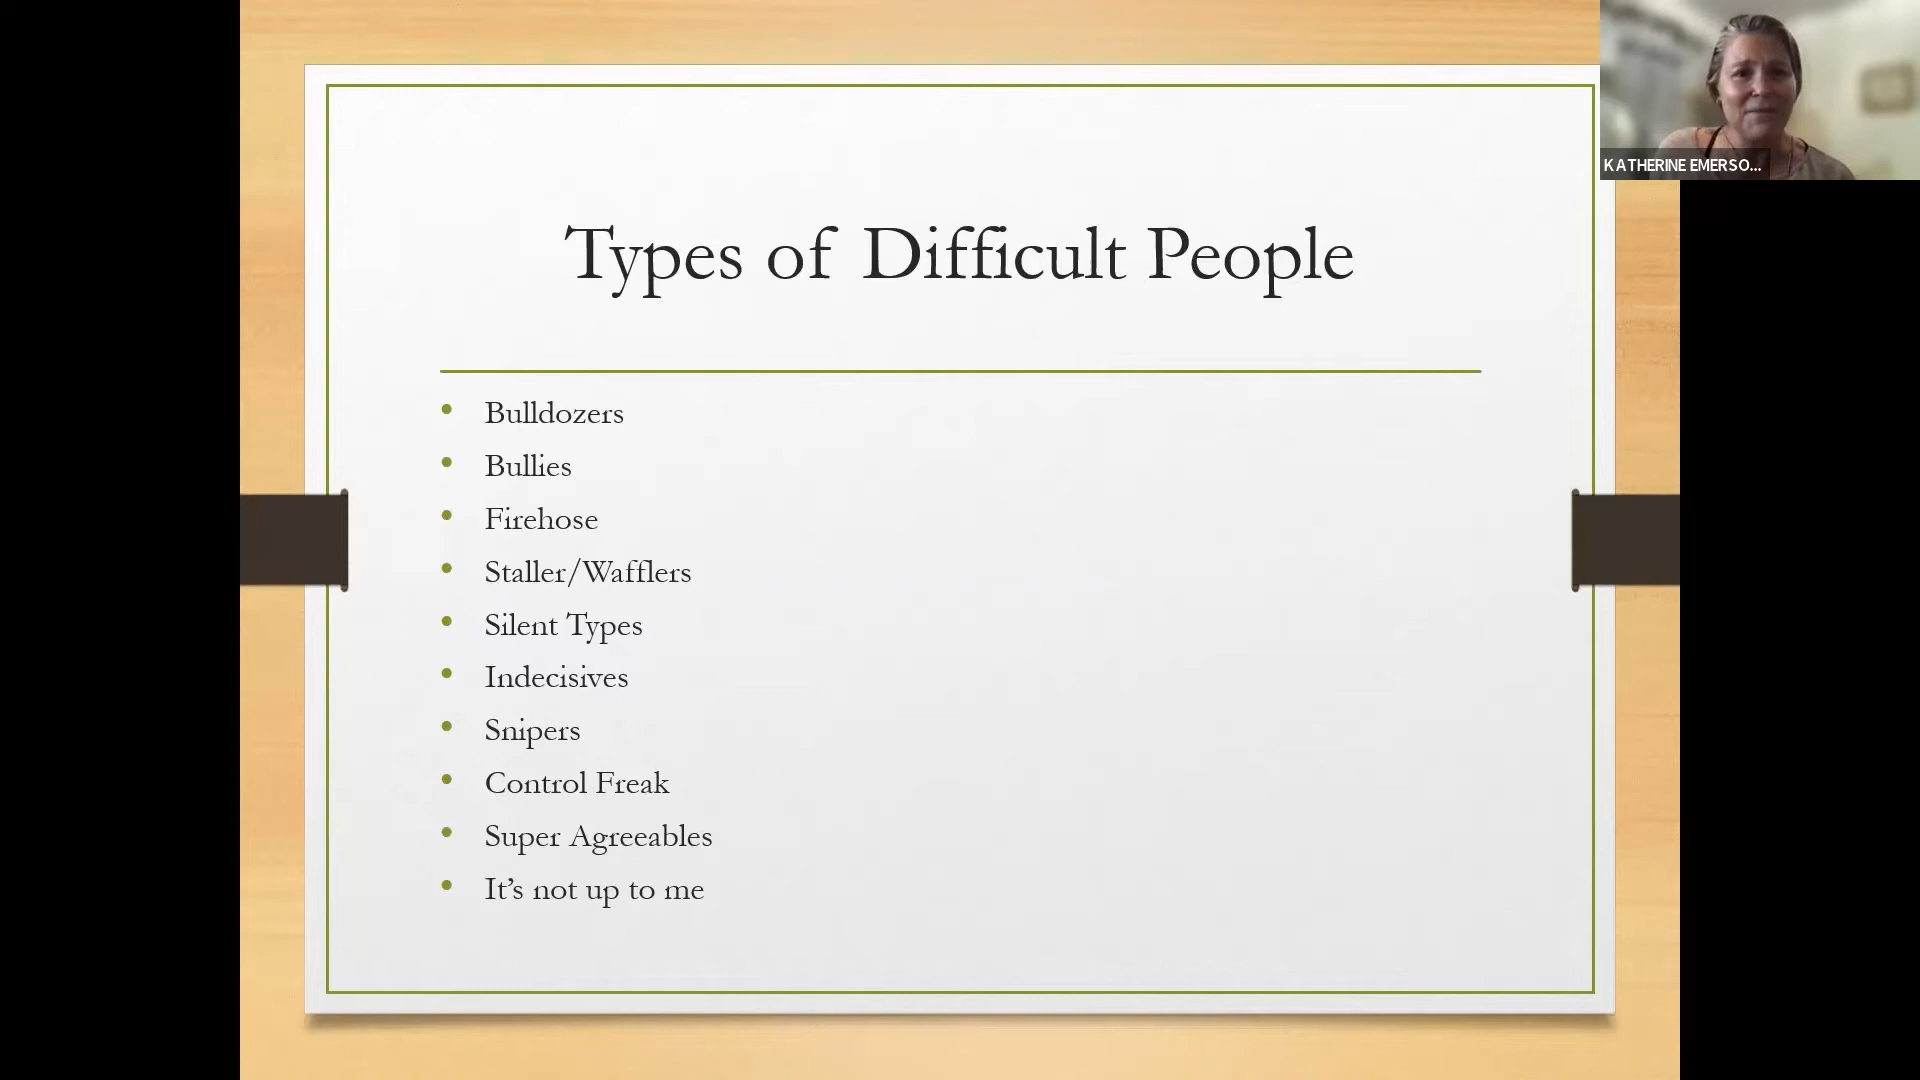 Types of Difficult People
Bulldozers
Bullies
Firehose
Staller/Wafflers
Silent Types
Indecisives
Snipers
Control Freak
Super Agreeables
It’s not up to me
KATHERINE EMERSO...